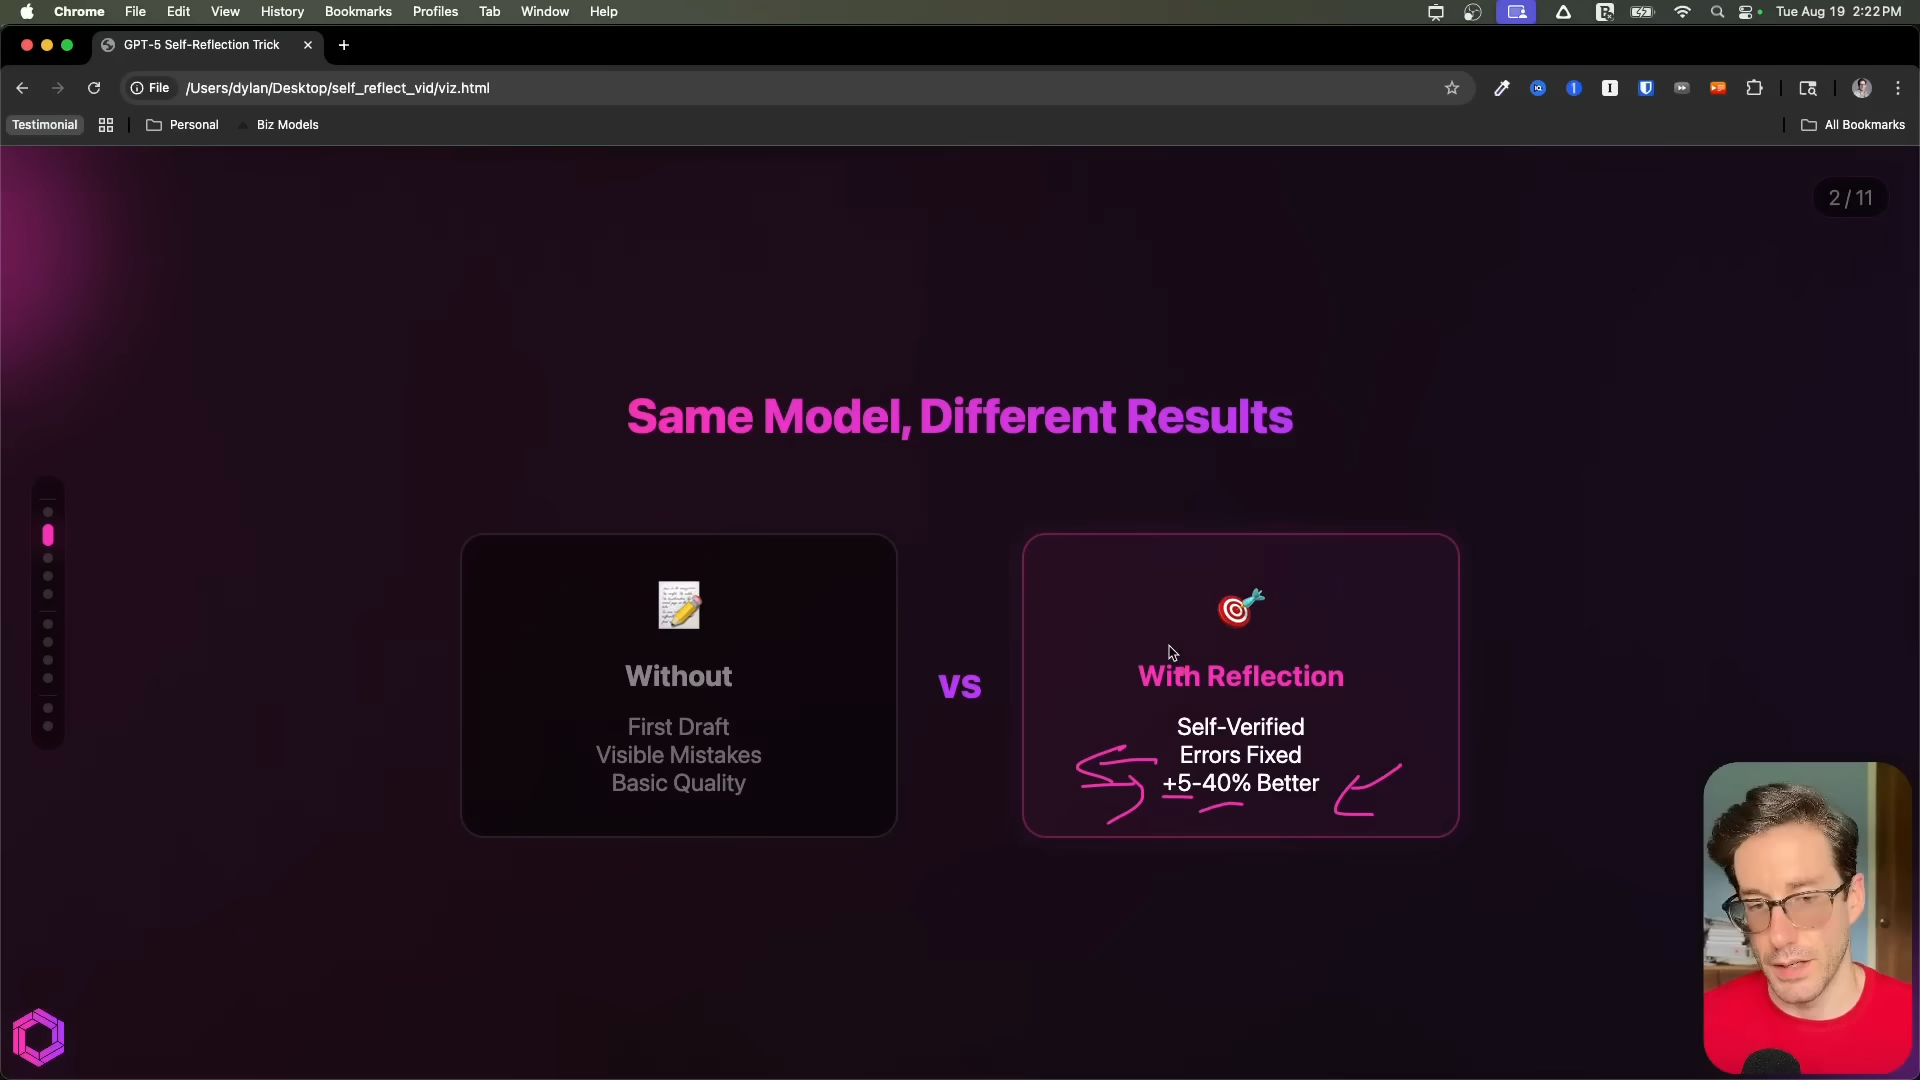 Chrome File Edit View History Bookmarks Profiles Tab Window Help Tue Aug 19 2:22 PM
GPT-5 Self-Reflection Trick
File /Users/dylan/Desktop/self_reflect_vid/viz.html
Testimonial Personal Biz Models All Bookmarks
2 / 11
Same Model, Different Results
Without
First Draft
Visible Mistakes
Basic Quality
vs
With Reflection
Self-Verified
Errors Fixed
+5-40% Better